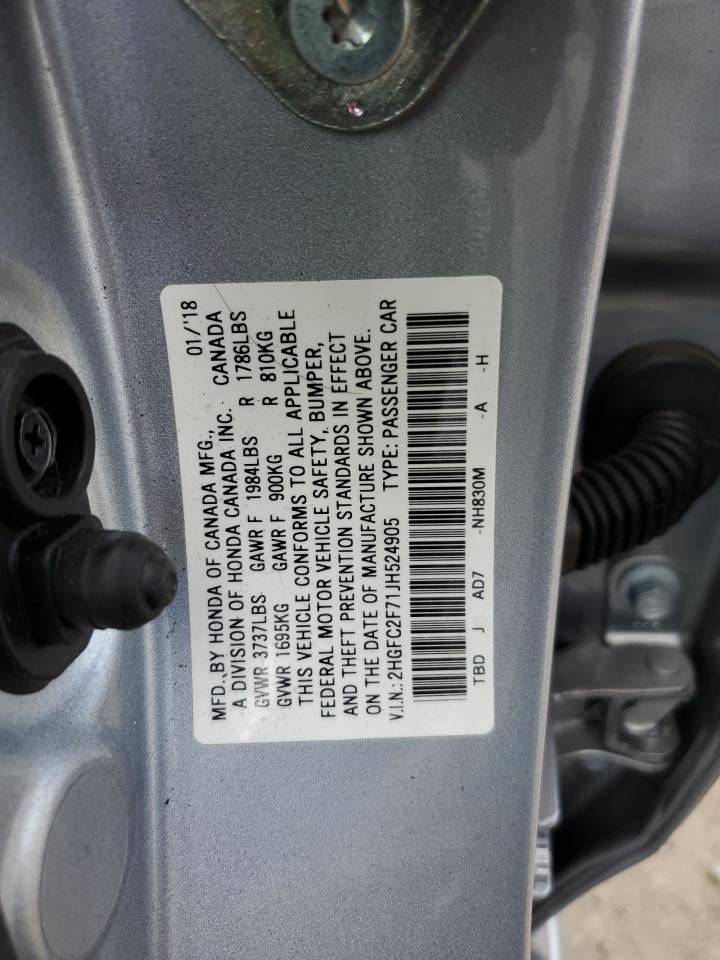 01/'18
MFD.,BY HONDA OF CANADA MFG.,
A DIVISION OF HONDA CANADA INC. CANADA
GVWR 3737LBS GAWR F 1984LBS R 1786LBS
GVWR 1695KG GAWR F 900KG R 810KG
THIS VEHICLE CONFORMS TO ALL APPLICABLE
FEDERAL MOTOR VEHICLE SAFETY, BUMPER,
AND THEFT PREVENTION STANDARDS IN EFFECT
ON THE DATE OF MANUFACTURE SHOWN ABOVE.
V.I.N.: 2HGFC2F71JH524905 TYPE: PASSENGER CAR
TBD J AD7 -NH830M -A -H